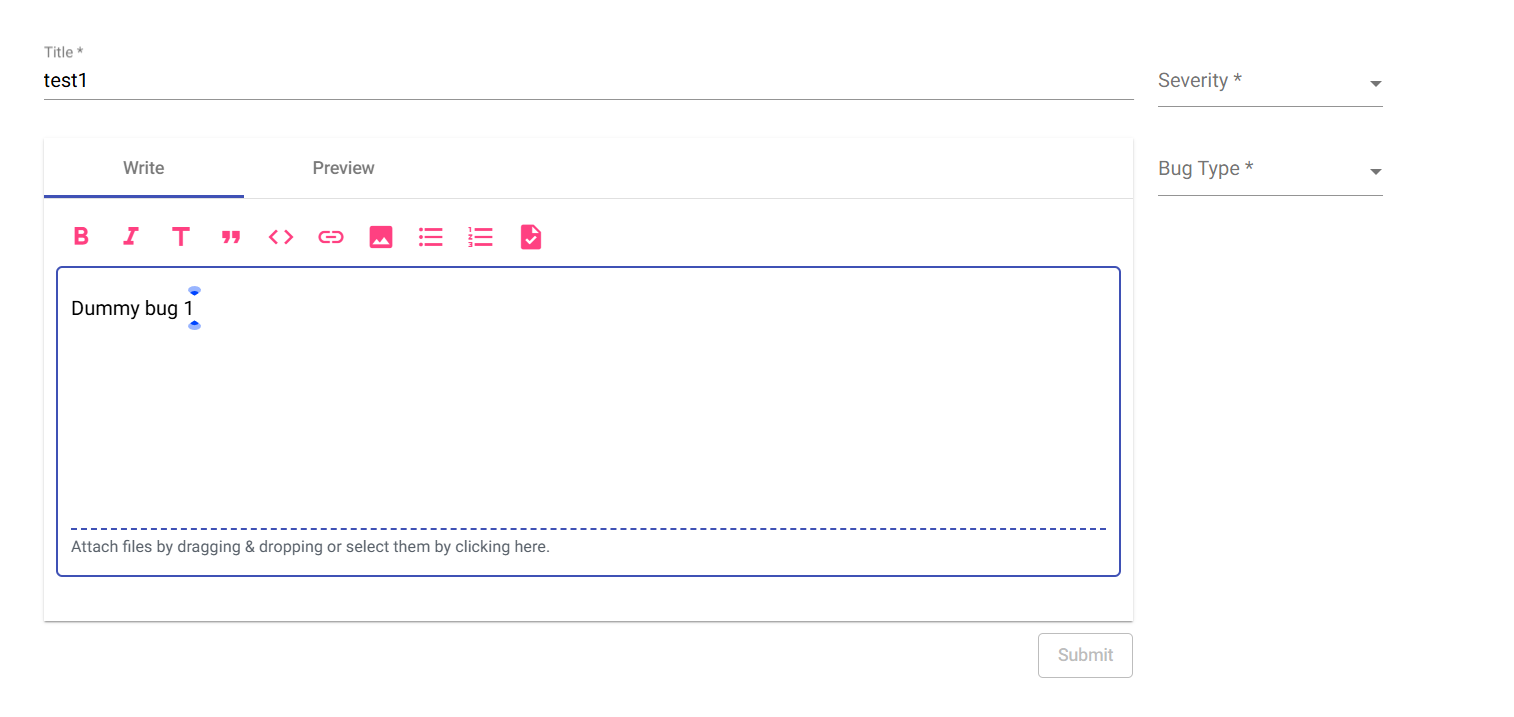 Title *
test1
Severity *
Write
Preview
Bug Type *
Dummy bug 1
Attach files by dragging & dropping or select them by clicking here.
Submit